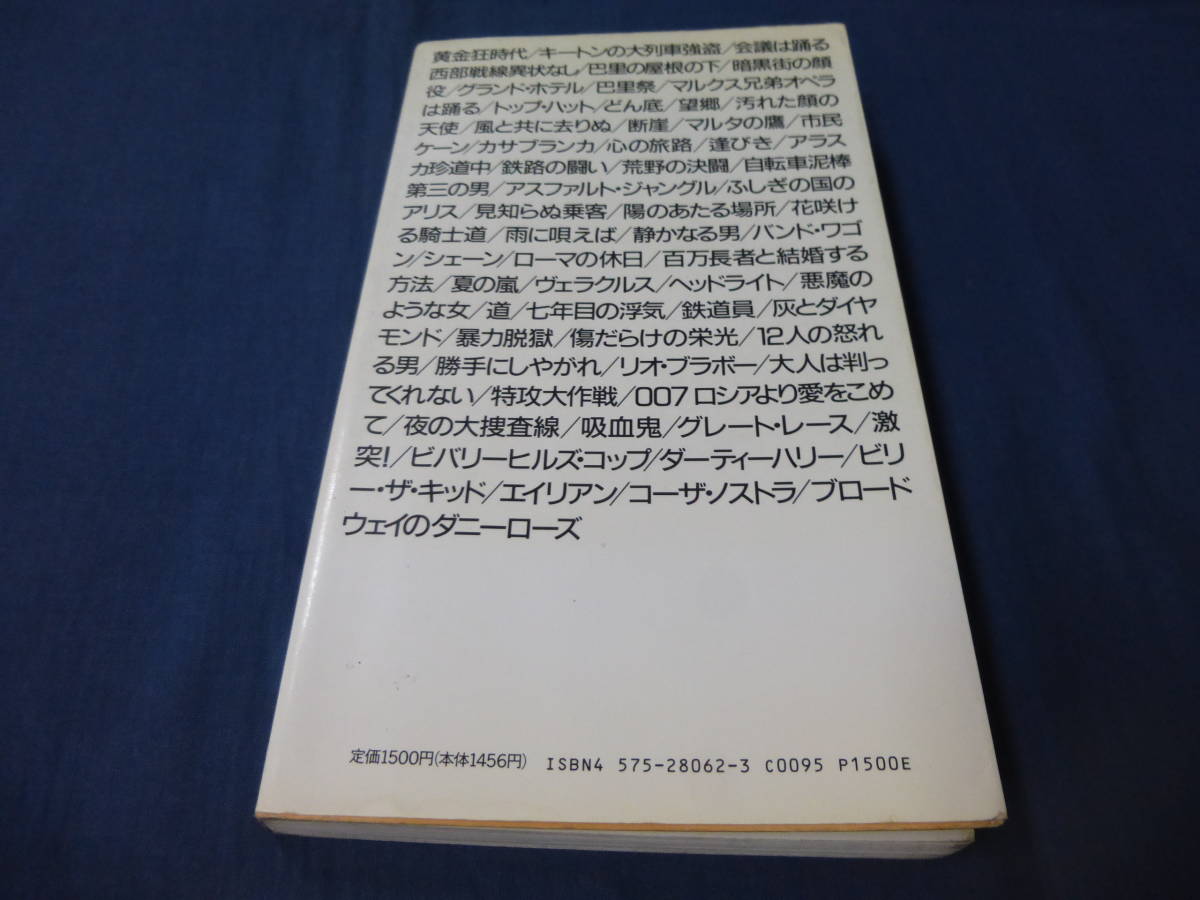 黄金狂時代/キートンの大列車強盗/会議は踊る
西部戦線異状なし/巴里の屋根の下/暗黒街の顔
役/グランド・ホテル/巴里祭/マルクス兄弟オペラ
は踊る/トップ・ハット/どん底/望郷/汚れた顔の
天使/風と共に去りぬ/断崖/マルタの鷹/市民
ケーン/カサブランカ/心の旅路/逢びき/アラス
カ珍道中/鉄路の闘い/荒野の決闘/自転車泥棒
第三の男/アスファルト・ジャングル/ふしぎの国の
アリス/見知らぬ乗客/陽のあたる場所/花咲け
る騎士道/雨に唄えば/静かなる男/バンド・ワゴ
ン/シェーン/ローマの休日/百万長者と結婚する
方法/夏の嵐/ヴェラクルス/ヘッドライト/悪魔の
ような女/道/七年目の浮気/鉄道員/灰とダイヤ
モンド/暴力脱獄/傷だらけの栄光/12人の怒れ
る男/勝手にしやがれ/リオ・ブラボー/大人は判っ
てくれない/特攻大作戦/007 ロシアより愛をこめ
て/夜の大捜査線/吸血鬼/グレート・レース/激
突!/ビバリーヒルズ・コップ/ダーティーハリー/ビリ
ー・ザ・キッド/エイリアン/コーザ・ノストラ/ブロード
ウェイのダニーローズ
定価1500円(本体1456円) ISBN4 575-28062-3 C0095 P1500E